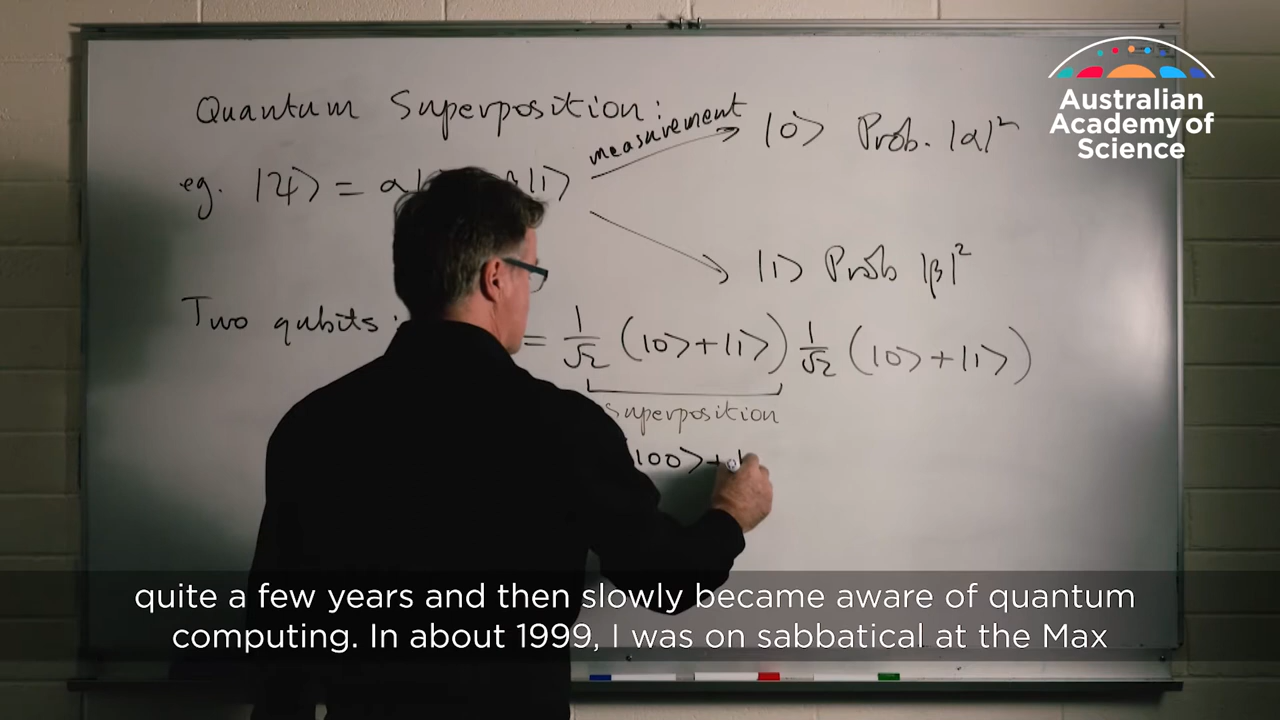 Australian
Academy of
Science
Quantum Superposition:
measurement
|0⟩ Prob. |α|²
eg. |Ψ⟩ = α| |1⟩
|1⟩ Prob |β|²
Two qubits:
= 1/√2 (|0⟩+|1⟩) 1/√2 (|0⟩+|1⟩)
Superposition
|00⟩+
quite a few years and then slowly became aware of quantum
computing. In about 1999, I was on sabbatical at the Max